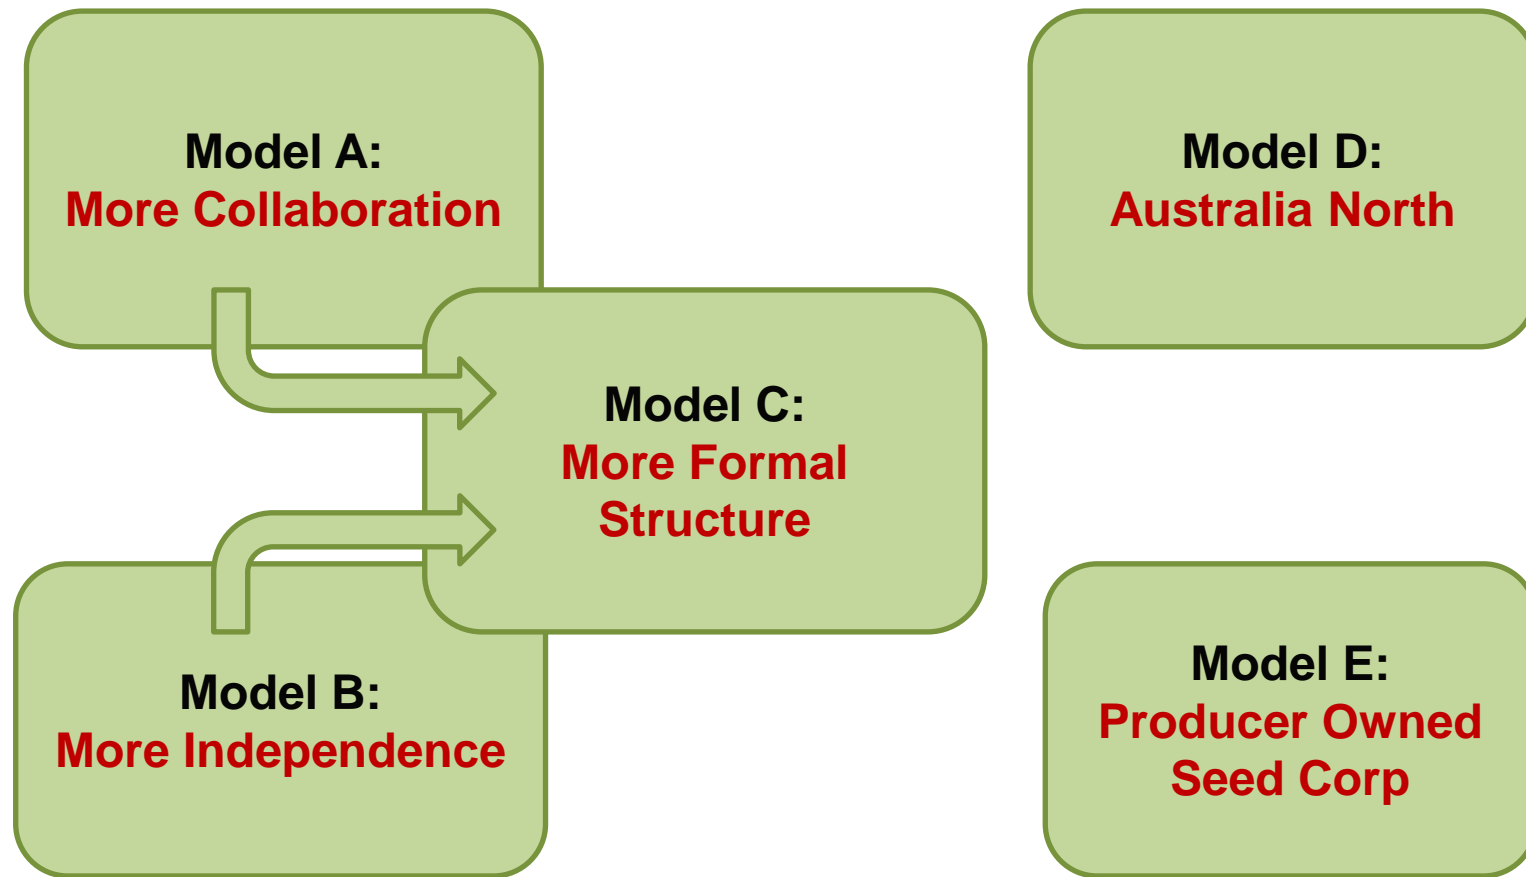 Model A:
More Collaboration
Model B:
More Independence
Model C:
More Formal
Structure
Model D:
Australia North
Model E:
Producer Owned
Seed Corp